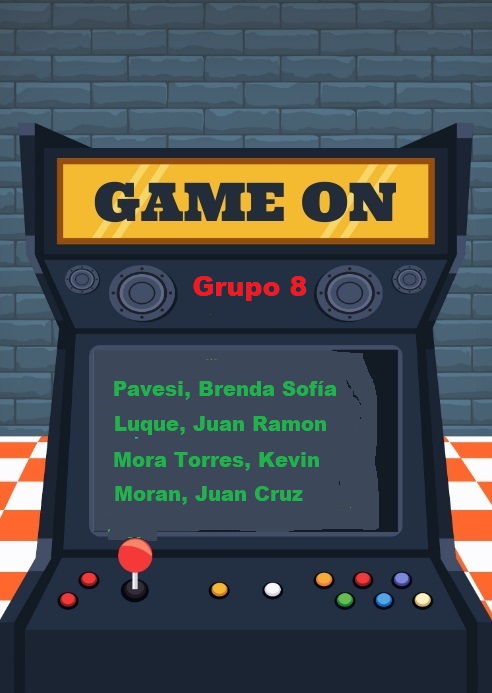 GAME ON
Grupo 8
Pavesi, Brenda Sofía
Luque, Juan Ramon
Mora Torres, Kevin
Moran, Juan Cruz